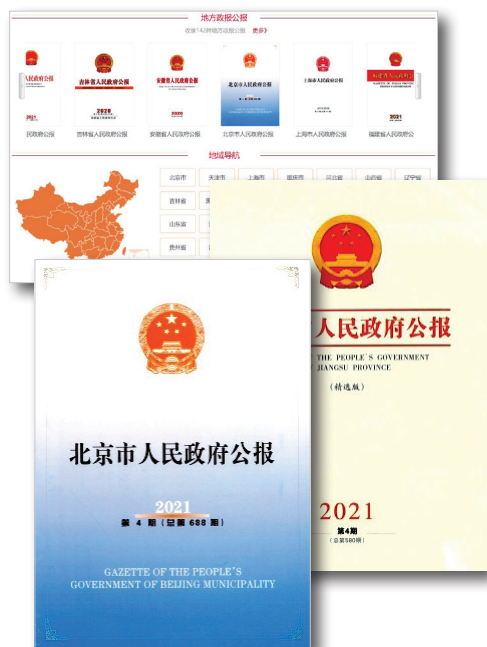 地方政报公报
收录142种地方政报公报 更多》
民政府公报
2021
吉林省人民政府公报
2020
吉林省人民政府公报
安徽省人民政府公报
2020
安徽省人民政府公报
北京市人民政府公报
北京市人民政府公报
上海市人民政府公报
上海市人民政府公报
福建省人民政府公报
2021
福建省人民政府公
地域导航
北京市 天津市 上海市 重庆市 河北省 山西省 辽宁省
吉林省
山东省
贵州省
人民政府公报
THE PEOPLE'S GOVERNMENT
JIANGSU PROVINCE
(精选版)
2021
第4期
(总第580期)
北京市人民政府公报
2021
第 4 期(总第 688 期)
GAZETTE OF THE PEOPLE'S
GOVERNMENT OF BEIJING MUNICIPALITY